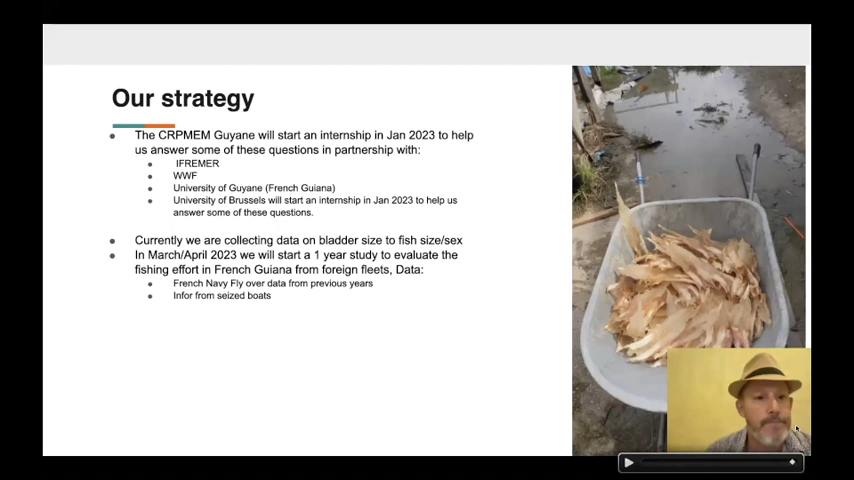 Our strategy
The CRPMEM Guyane will start an internship in Jan 2023 to help
us answer some of these questions in partnership with:
IFREMER
WWF
University of Guyane (French Guiana)
University of Brussels will start an internship in Jan 2023 to help us
answer some of these questions.
Currently we are collecting data on bladder size to fish size/sex
In March/April 2023 we will start a 1 year study to evaluate the
fishing effort in French Guiana from foreign fleets, Data:
French Navy Fly over data from previous years
Infor from seized boats